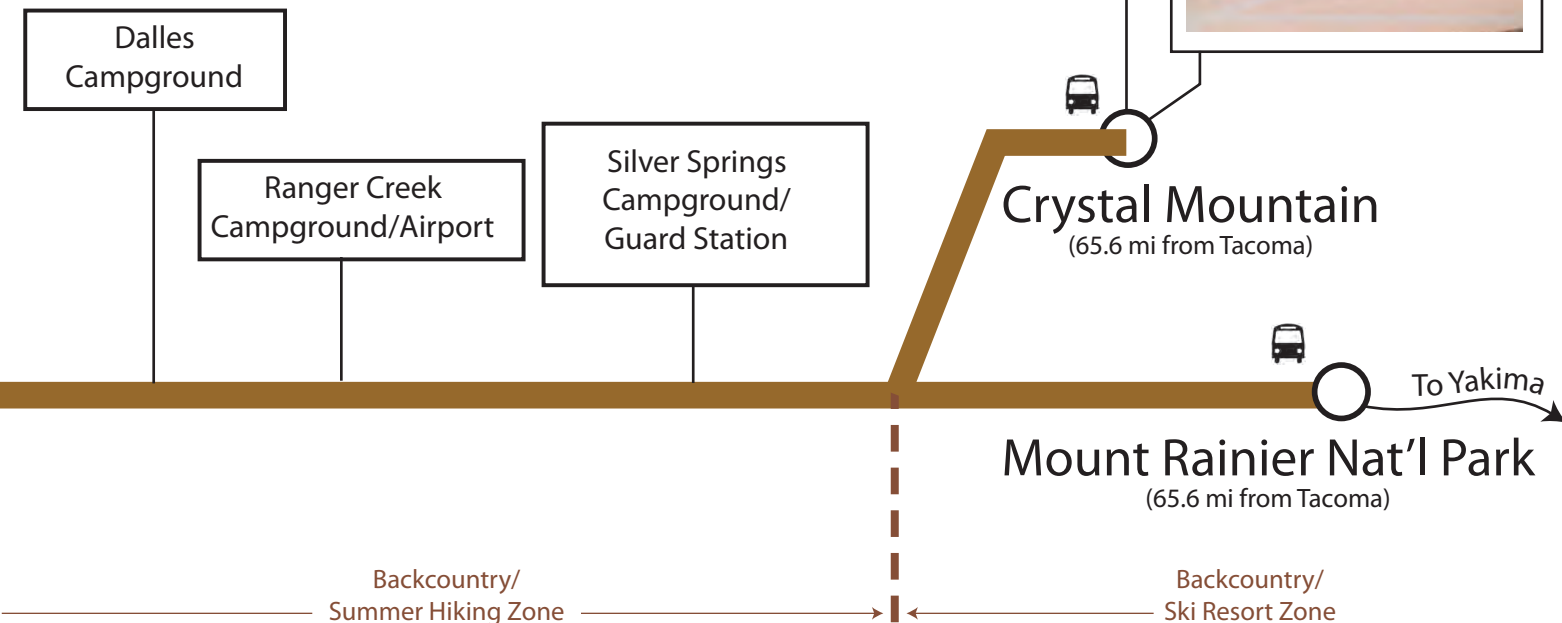 Dalles
Campground
Ranger Creek
Campground/Airport
Silver Springs
Campground/
Guard Station
Crystal Mountain
(65.6 mi from Tacoma)
To Yakima
Mount Rainier Nat’l Park
(65.6 mi from Tacoma)
Backcountry/
Summer Hiking Zone
Backcountry/
Ski Resort Zone